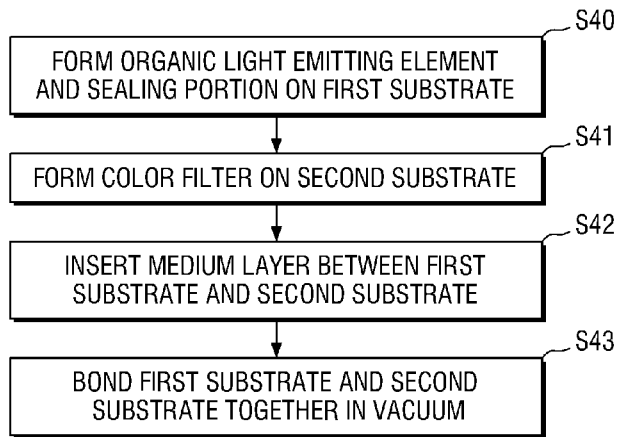 S40
FORM ORGANIC LIGHT EMITTING ELEMENT
AND SEALING PORTION ON FIRST SUBSTRATE
S41
FORM COLOR FILTER ON SECOND SUBSTRATE
S42
INSERT MEDIUM LAYER BETWEEN FIRST
SUBSTRATE AND SECOND SUBSTRATE
S43
BOND FIRST SUBSTRATE AND SECOND
SUBSTRATE TOGETHER IN VACUUM